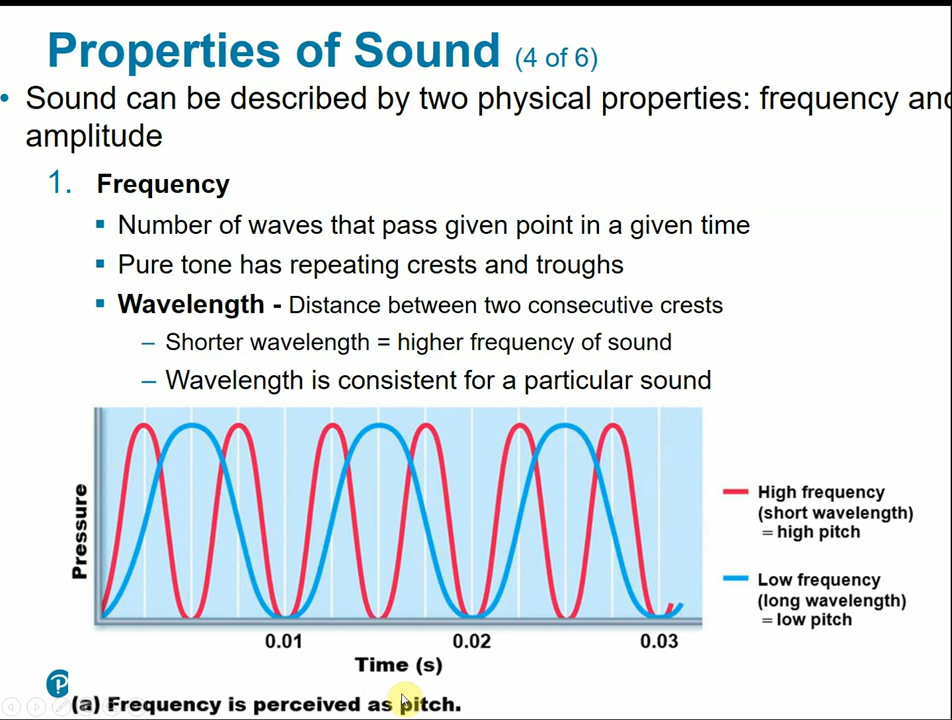 Properties of Sound (4 of 6)
• Sound can be described by two physical properties: frequency and
amplitude
1. Frequency
▪ Number of waves that pass given point in a given time
▪ Pure tone has repeating crests and troughs
▪ Wavelength - Distance between two consecutive crests
– Shorter wavelength = higher frequency of sound
– Wavelength is consistent for a particular sound
Pressure
High frequency
(short wavelength)
= high pitch
Low frequency
(long wavelength)
= low pitch
0.01 0.02 0.03
Time (s)
P
(a) Frequency is perceived as pitch.